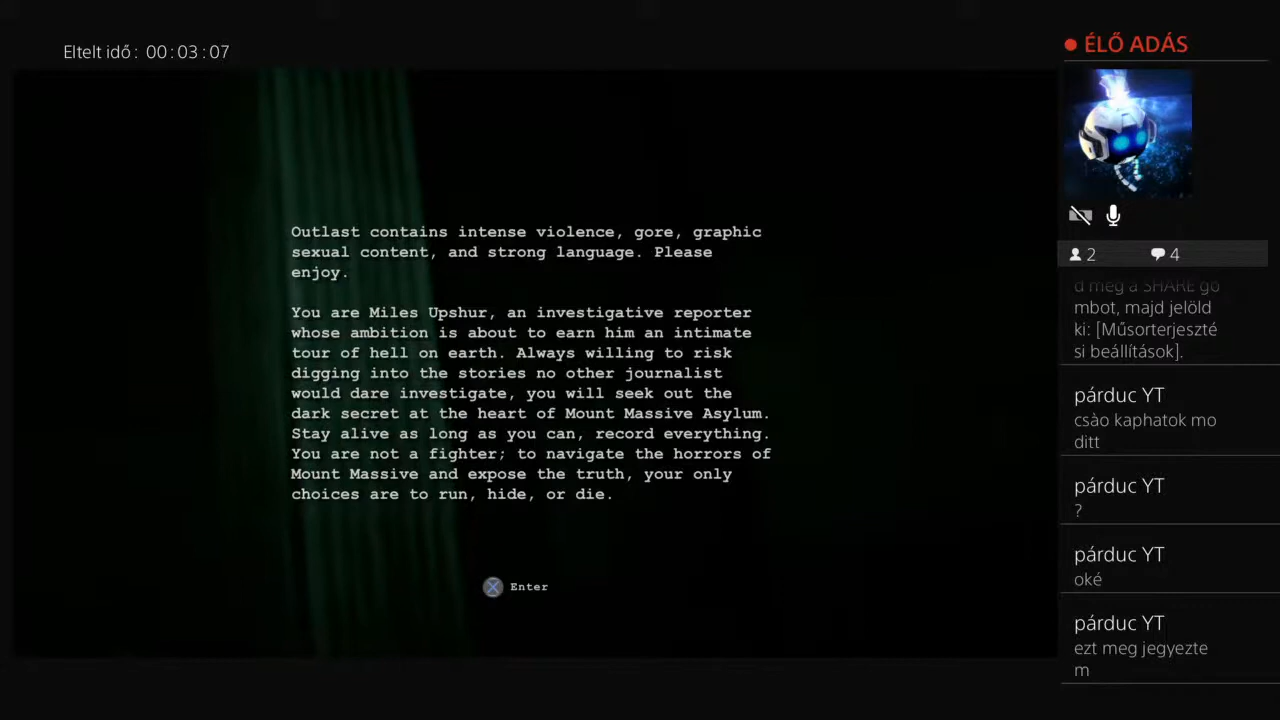 Eltelt idő: 00:03:07
ÉLŐ ADÁS
Outlast contains intense violence, gore, graphic
sexual content, and strong language. Please
enjoy.
You are Miles Upshur, an investigative reporter
whose ambition is about to earn him an intimate
tour of hell on earth. Always willing to risk
digging into the stories no other journalist
would dare investigate, you will seek out the
dark secret at the heart of Mount Massive Asylum.
Stay alive as long as you can, record everything.
You are not a fighter; to navigate the horrors of
Mount Massive and expose the truth, your only
choices are to run, hide, or die.
Enter
2
4
d meg a SHARE go
mbot, majd jelöld
ki: [Műsorterjeszté
si beállítások].
párduc YT
csào kaphatok mo
ditt
párduc YT
?
párduc YT
oké
párduc YT
ezt meg jegyezte
m